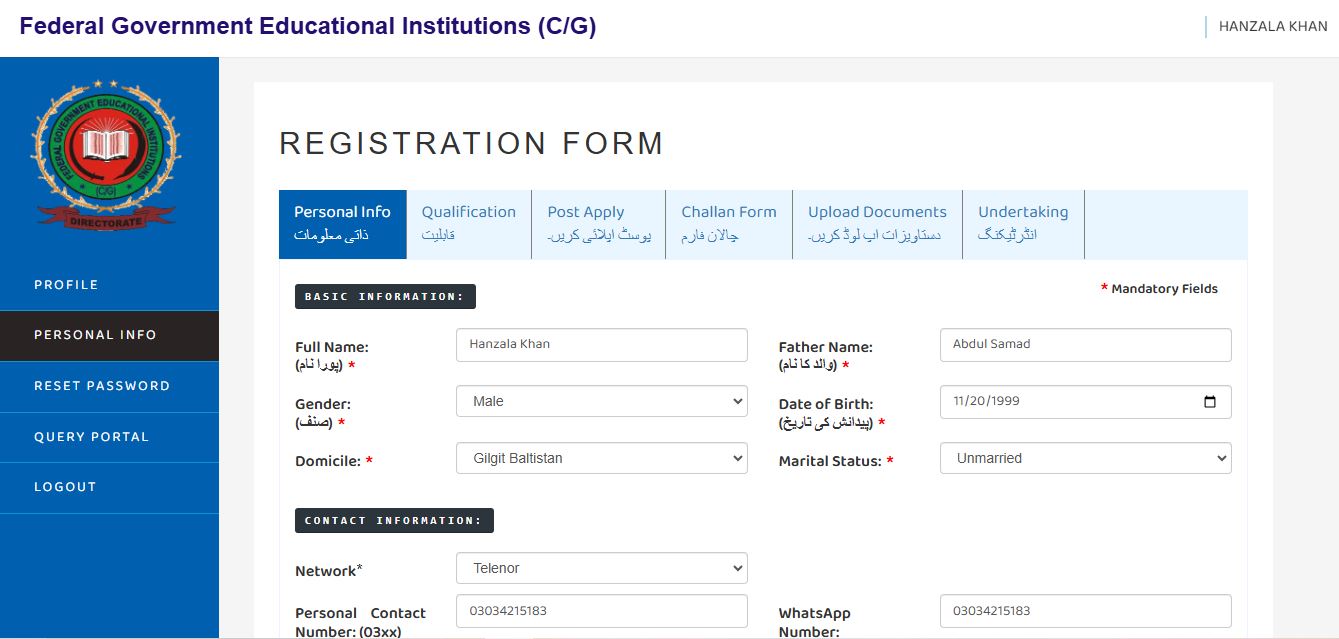 Federal Government Educational Institutions (C/G)
HANZALA KHAN
FEDERAL GOVERNMENT EDUCATIONAL INSTITUTIONS
(C/G)
DIRECTORATE
PROFILE
PERSONAL INFO
RESET PASSWORD
QUERY PORTAL
LOGOUT
REGISTRATION FORM
Personal Info
ذاتی معلومات
Qualification
قابلیت
Post Apply
پوسٹ اپلائی کریں۔
Challan Form
چالان فارم
Upload Documents
دستاویزات اپ لوڈ کریں۔
Undertaking
انڈرٹیکنگ
* Mandatory Fields
BASIC INFORMATION:
Full Name:
(پورا نام) *
Hanzala Khan
Father Name:
(والد کا نام) *
Abdul Samad
Gender:
(صنف) *
Male
Date of Birth:
(پیدائش کی تاریخ) *
11/20/1999
Domicile: *
Gilgit Baltistan
Marital Status: *
Unmarried
CONTACT INFORMATION:
Network*
Telenor
Personal Contact
Number: (03xx)
03034215183
WhatsApp
Number:
03034215183